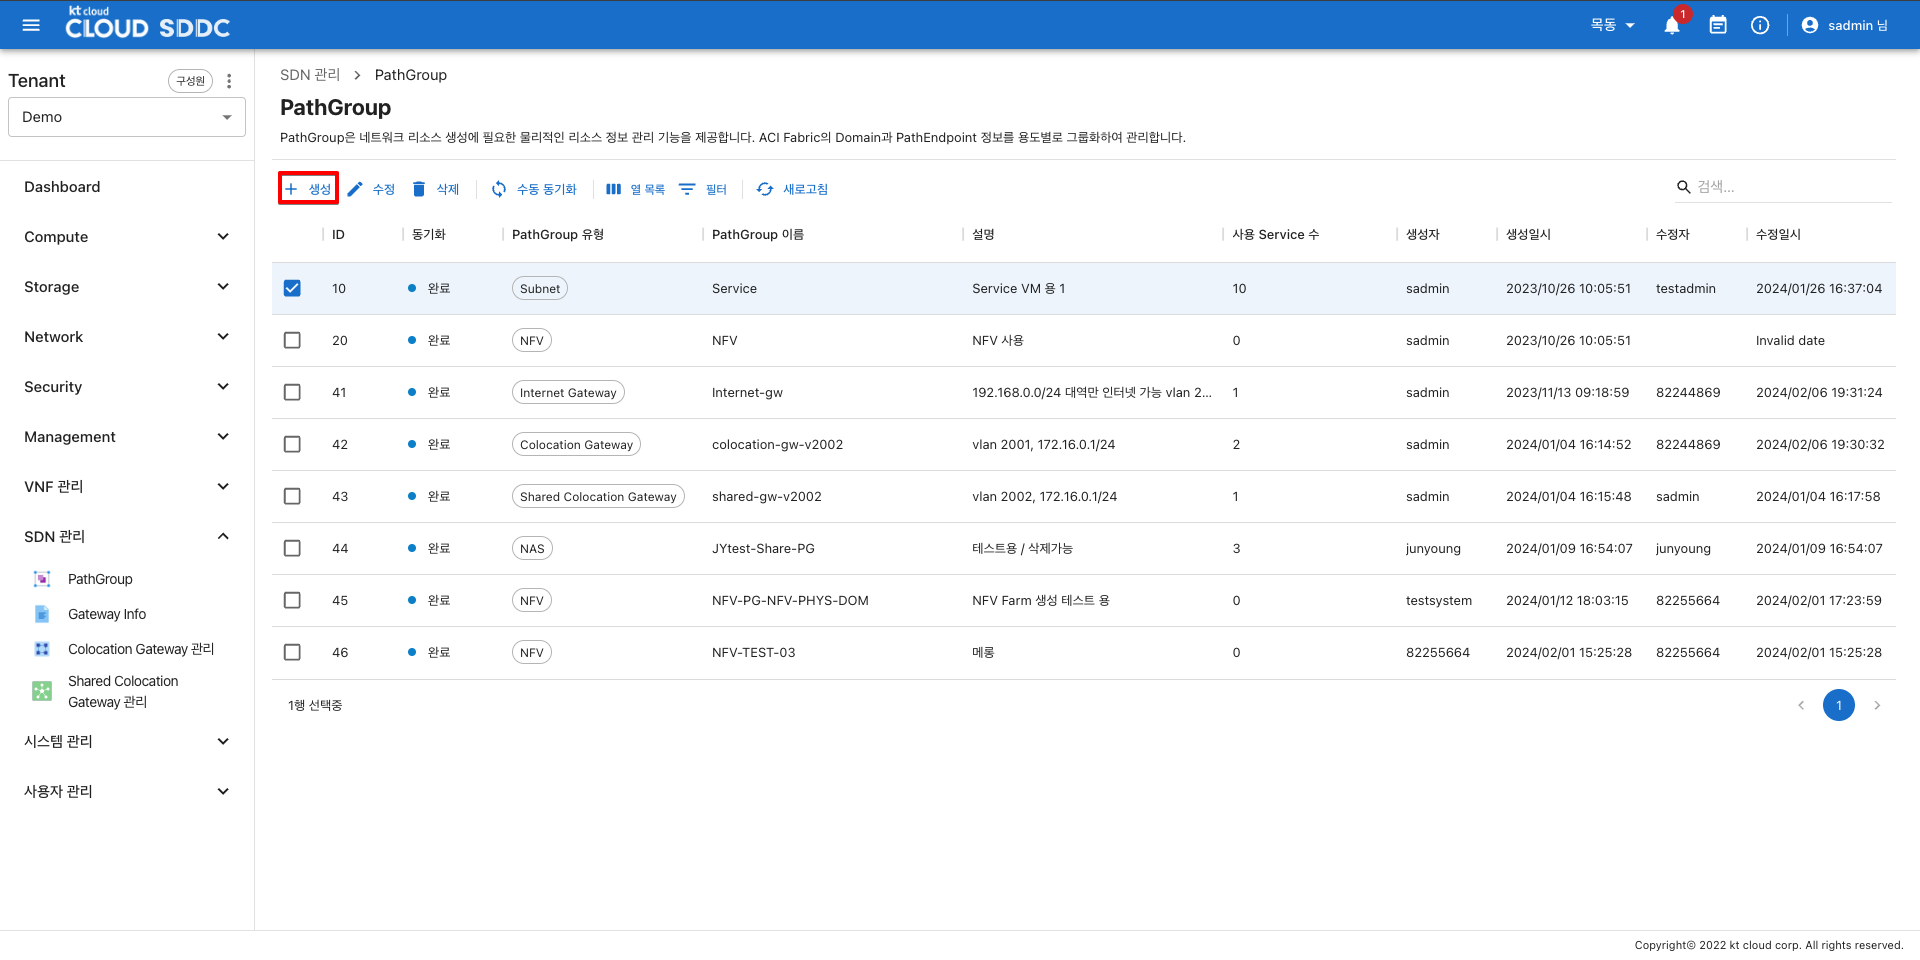 kt cloud
CLOUD SDDC
목동
1
sadmin 님
Tenant
구성원
Demo
Dashboard
Compute
Storage
Network
Security
Management
VNF 관리
SDN 관리
PathGroup
Gateway Info
Colocation Gateway 관리
Shared Colocation
Gateway 관리
시스템 관리
사용자 관리
SDN 관리 > PathGroup
PathGroup
PathGroup은 네트워크 리소스 생성에 필요한 물리적인 리소스 정보 관리 기능을 제공합니다. ACI Fabric의 Domain과 PathEndpoint 정보를 용도별로 그룹화하여 관리합니다.
생성 수정 삭제 수동 동기화 열 목록 필터 새로고침 검색...
ID 동기화 PathGroup 유형 PathGroup 이름 설명 사용 Service 수 생성자 생성일시 수정자 수정일시
10 완료 Subnet Service Service VM 용 1 10 sadmin 2023/10/26 10:05:51 testadmin 2024/01/26 16:37:04
20 완료 NFV NFV NFV 사용 0 sadmin 2023/10/26 10:05:51 Invalid date
41 완료 Internet Gateway Internet-gw 192.168.0.0/24 대역만 인터넷 가능 vlan 2... 1 sadmin 2023/11/13 09:18:59 82244869 2024/02/06 19:31:24
42 완료 Colocation Gateway colocation-gw-v2002 vlan 2001, 172.16.0.1/24 2 sadmin 2024/01/04 16:14:52 82244869 2024/02/06 19:30:32
43 완료 Shared Colocation Gateway shared-gw-v2002 vlan 2002, 172.16.0.1/24 1 sadmin 2024/01/04 16:15:48 sadmin 2024/01/04 16:17:58
44 완료 NAS JYtest-Share-PG 테스트용 / 삭제가능 3 junyoung 2024/01/09 16:54:07 junyoung 2024/01/09 16:54:07
45 완료 NFV NFV-PG-NFV-PHYS-DOM NFV Farm 생성 테스트 용 0 testsystem 2024/01/12 18:03:15 82255664 2024/02/01 17:23:59
46 완료 NFV NFV-TEST-03 메롱 0 82255664 2024/02/01 15:25:28 82255664 2024/02/01 15:25:28
1행 선택중
1
Copyright© 2022 kt cloud corp. All rights reserved.